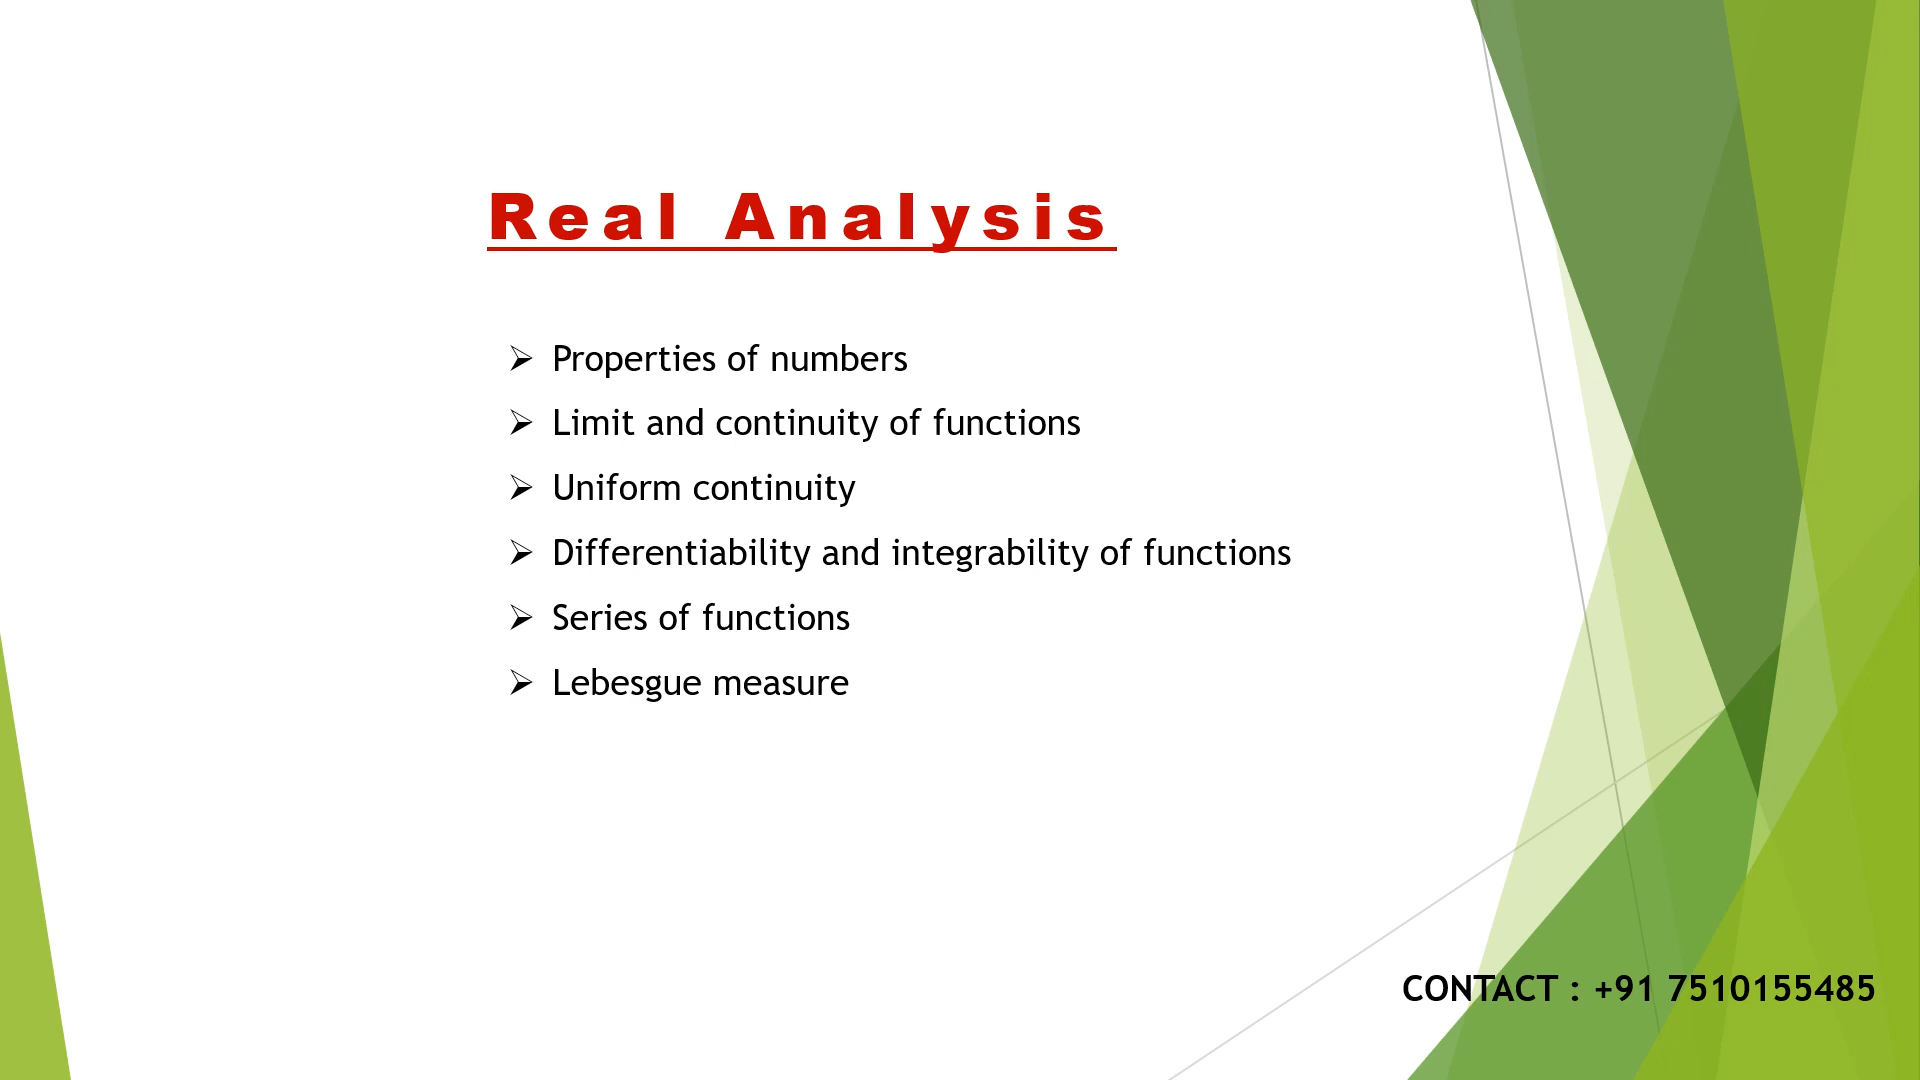 Real Analysis
➢ Properties of numbers
➢ Limit and continuity of functions
➢ Uniform continuity
➢ Differentiability and integrability of functions
➢ Series of functions
➢ Lebesgue measure
CONTACT : +91 7510155485